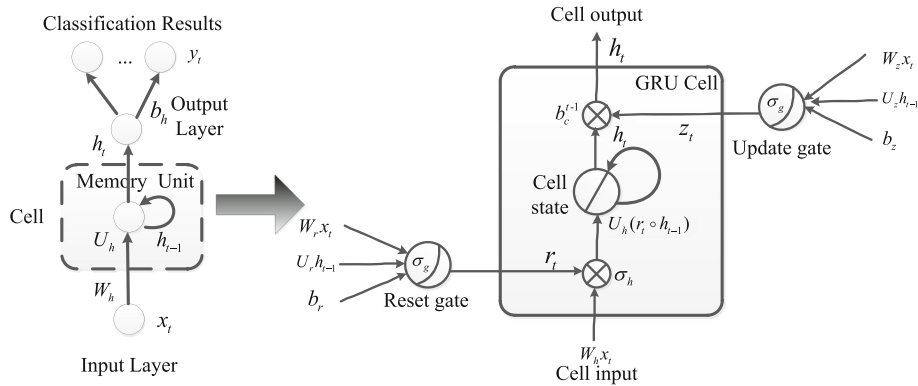 Classification Results
... y_t
b_h Output
Layer
h_t
Memory Unit
Cell
U_h h_{t-1}
W_h
x_t
Input Layer
Cell output
h_t
GRU Cell
b_c^{t-1}
h_t
z_t
σ_g
W_z x_t
U_z h_{t-1}
b_z
Update gate
Cell
state
U_h(r_t ∘ h_{t-1})
W_r x_t
U_r h_{t-1}
b_r
σ_g
Reset gate
r_t
σ_h
W_h x_t
Cell input